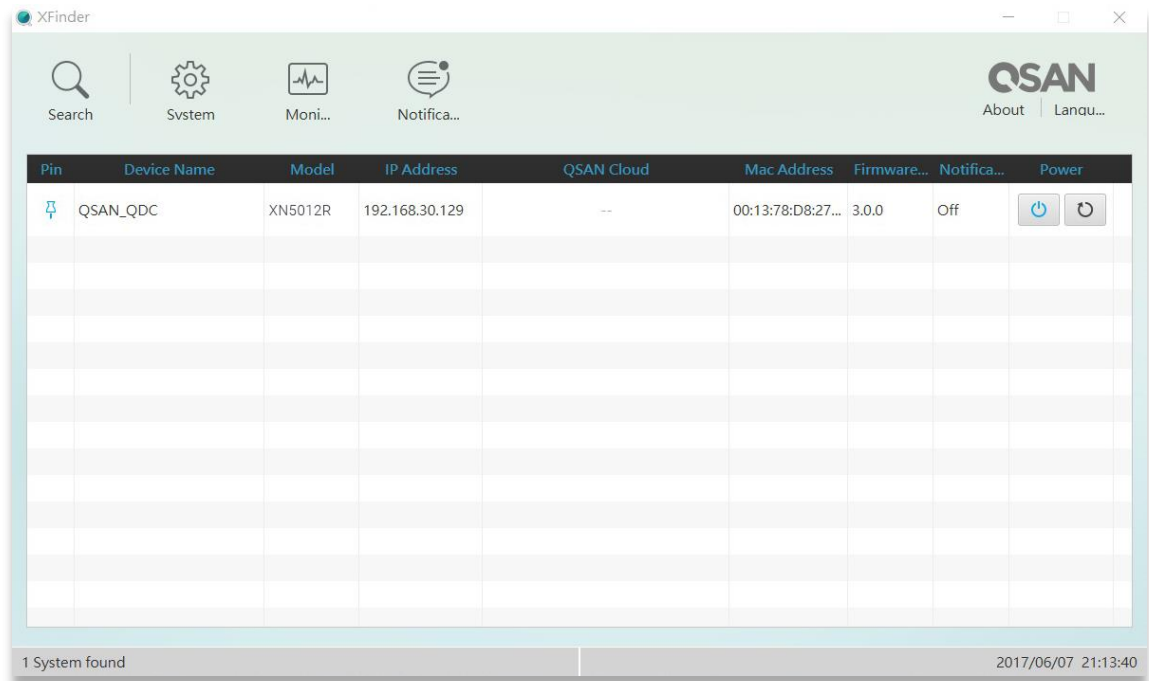 XFinder
QSAN
Search System Moni... Notifica... About Langu...
Pin Device Name Model IP Address QSAN Cloud Mac Address Firmware... Notifica... Power
QSAN_QDC XN5012R 192.168.30.129 -- 00:13:78:D8:27... 3.0.0 Off
1 System found 2017/06/07 21:13:40